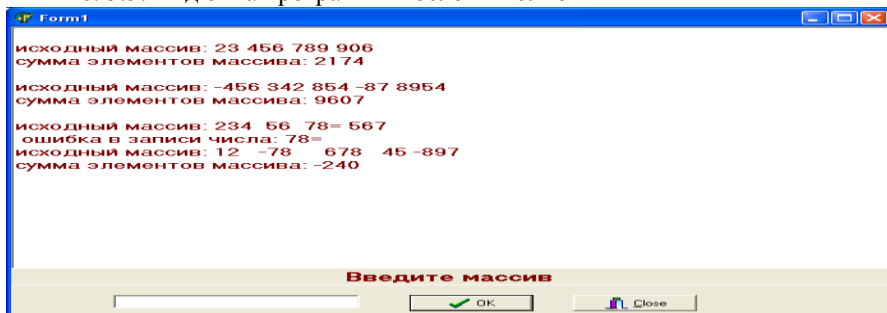 Form1
исходный массив: 23 456 789 906
сумма элементов массива: 2174
исходный массив: -456 342 854 -87 8954
сумма элементов массива: 9607
исходный массив: 234 56 78= 567
ошибка в записи числа: 78=
исходный массив: 12 -78 678 45 -897
сумма элементов массива: -240
Введите массив
OK
Close